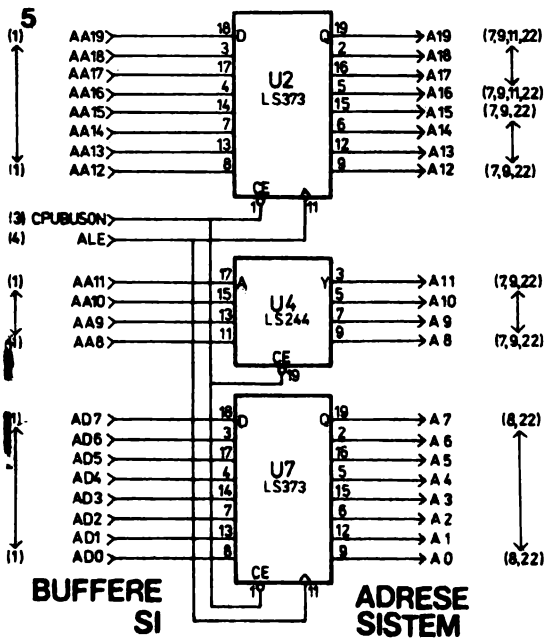 5
(1) AA19 18 D Q 19 A19 (7,9,11,22)
AA18 3 2 A18
AA17 17 U2 16 A17
AA16 4 LS373 5 A16 (7,9,11,22)
AA15 14 15 A15 (7,9,22)
AA14 7 6 A14
AA13 13 12 A13
(1) AA12 8 9 A12 (7,9,22)
CE
(3) CPUBUSON 1 11
(4) ALE
(1) AA11 17 A Y 3 A11 (7,9,22)
AA10 15 U4 5 A10
AA9 13 LS244 7 A9
AA8 11 9 A8 (7,9,22)
CE
19
AD7 18 D Q 19 A7 (8,22)
AD6 3 2 A6
AD5 17 U7 16 A5
AD4 4 LS373 5 A4
AD3 14 15 A3
AD2 7 6 A2
AD1 13 12 A1
(1) AD0 8 9 A0 (8,22)
CE
1 11
BUFFERE ADRESE
SI SISTEM